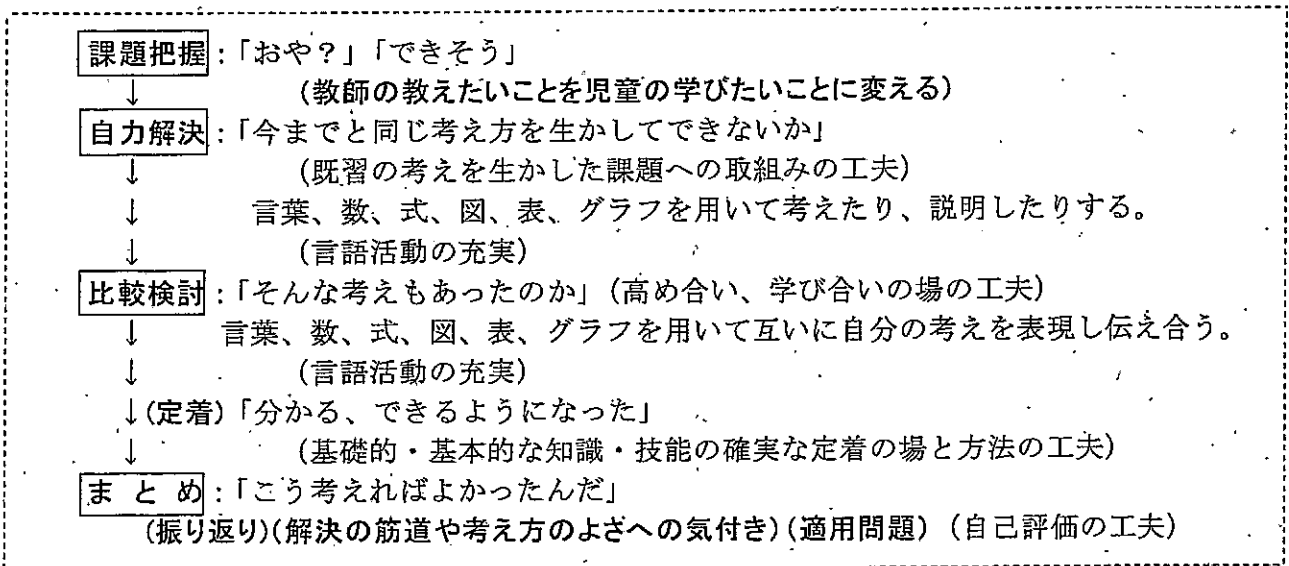 課題把握:「おや？」「できそう」
↓ (教師の教えたいことを児童の学びたいことに変える)
自力解決:「今までと同じ考え方を生かしてできないか」
↓ (既習の考えを生かした課題への取組みの工夫)
↓ 言葉、数、式、図、表、グラフを用いて考えたり、説明したりする。
↓ (言語活動の充実)
比較検討:「そんな考えもあったのか」(高め合い、学び合いの場の工夫)
↓ 言葉、数、式、図、表、グラフを用いて互いに自分の考えを表現し伝え合う。
↓ (言語活動の充実)
↓(定着)「分かる、できるようになった」
↓ (基礎的・基本的な知識・技能の確実な定着の場と方法の工夫)
まとめ:「こう考えればよかったんだ」
(振り返り)(解決の筋道や考え方のよさへの気付き)(適用問題)(自己評価の工夫)